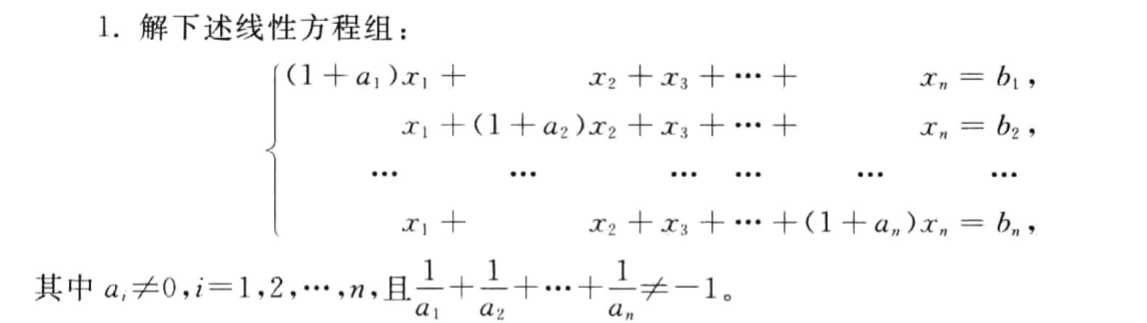 1. 解下述线性方程组:
(1+a₁)x₁+ x₂+x₃+⋯+ xₙ=b₁,
x₁+(1+a₂)x₂+x₃+⋯+ xₙ=b₂,
⋯ ⋯ ⋯ ⋯ ⋯ ⋯
x₁+ x₂+x₃+⋯+(1+aₙ)xₙ=bₙ,
其中 aᵢ≠0,i=1,2,⋯,n,且 1/a₁+1/a₂+⋯+1/aₙ≠-1。